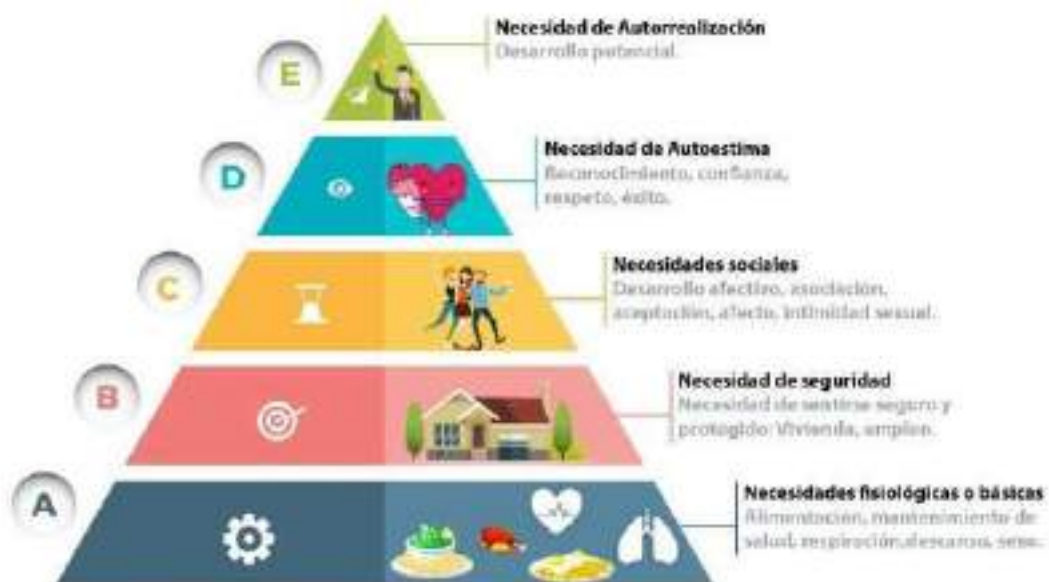 E
Necesidad de Autorrealización
Desarrollo potencial.
D
Necesidad de Autoestima
Reconocimiento, confianza,
respeto, éxito.
C
Necesidades sociales
Desarrollo afectivo, asociación,
aceptación, afecto, intimidad sexual.
B
Necesidad de seguridad
Necesidad de sentirse seguro y
protegido: Vivienda, empleo.
A
Necesidades fisiológicas o básicas
Alimentación, mantenimiento de
salud, respiración, descanso, sexo.